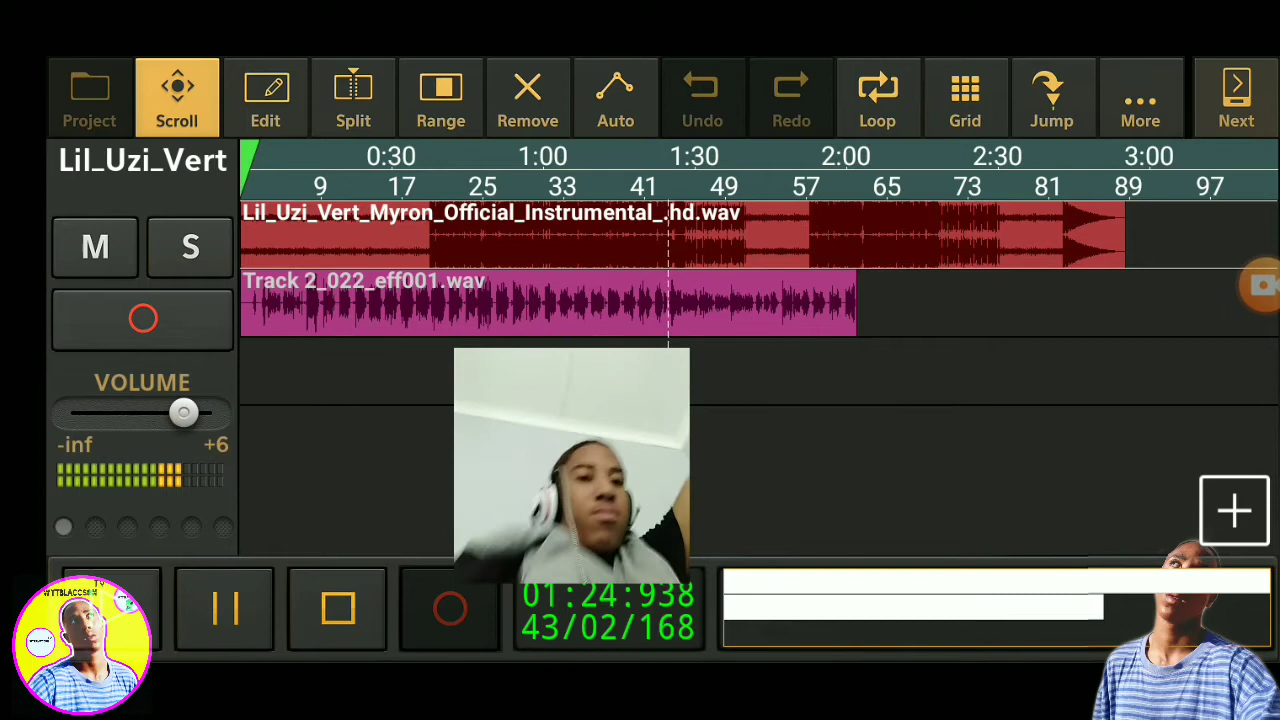 Project Scroll Edit Split Range Remove Auto Undo Redo Loop Grid Jump More Next
Lil_Uzi_Vert
0:30 1:00 1:30 2:00 2:30 3:00
9 17 25 33 41 49 57 65 73 81 89 97
Lil_Uzi_Vert_Myron_Official_Instrumental_.hd.wav
M S
Track 2_022_eff001.wav
VOLUME
-inf +6
01:24:938
43/02/168
TV